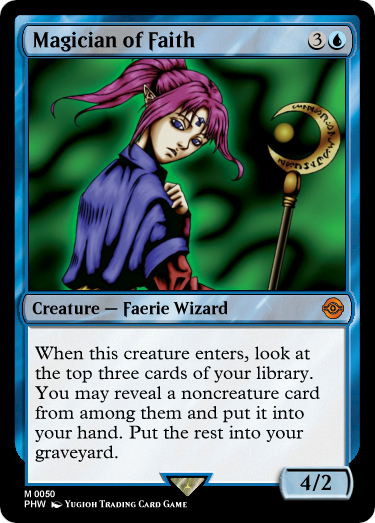 Magician of Faith 3
Creature — Faerie Wizard
When this creature enters, look at
the top three cards of your library.
You may reveal a noncreature card
from among them and put it into
your hand. Put the rest into your
graveyard.
4/2
M 0050
PHW Yugioh Trading Card Game